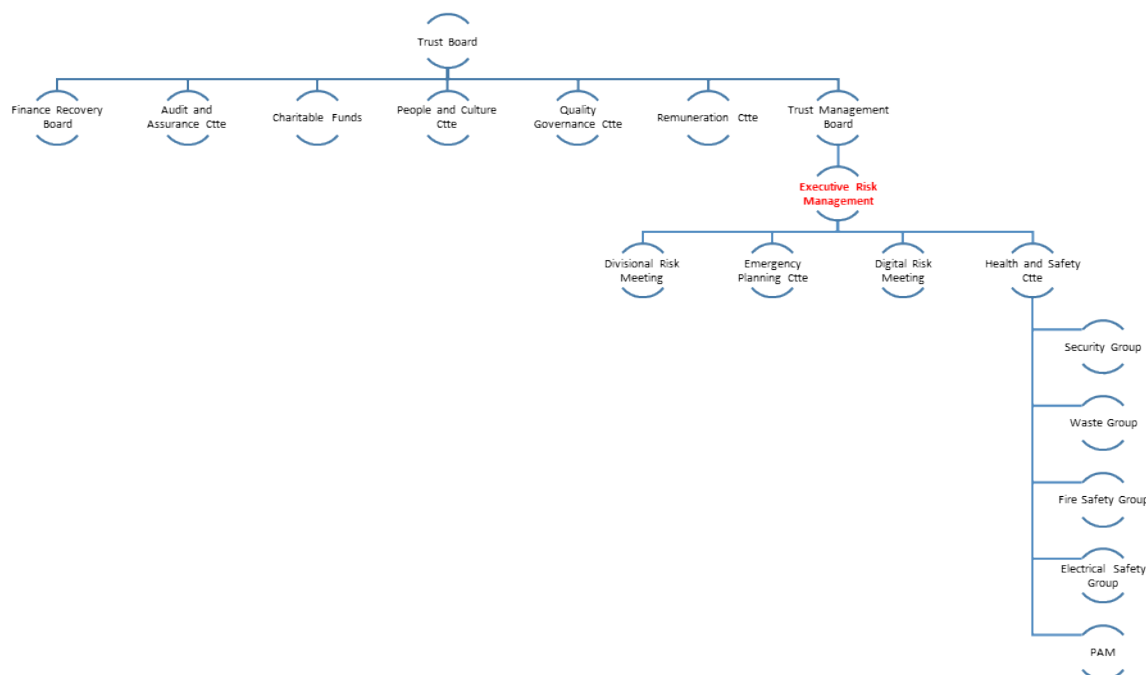 Trust Board
Finance Recovery
Board
Audit and
Assurance Ctte
Charitable Funds
People and Culture
Ctte
Quality
Governance Ctte
Remuneration Ctte
Trust Management
Board
Executive Risk
Management
Divisional Risk
Meeting
Emergency
Planning Ctte
Digital Risk
Meeting
Health and Safety
Ctte
Security Group
Waste Group
Fire Safety Group
Electrical Safety
Group
PAM